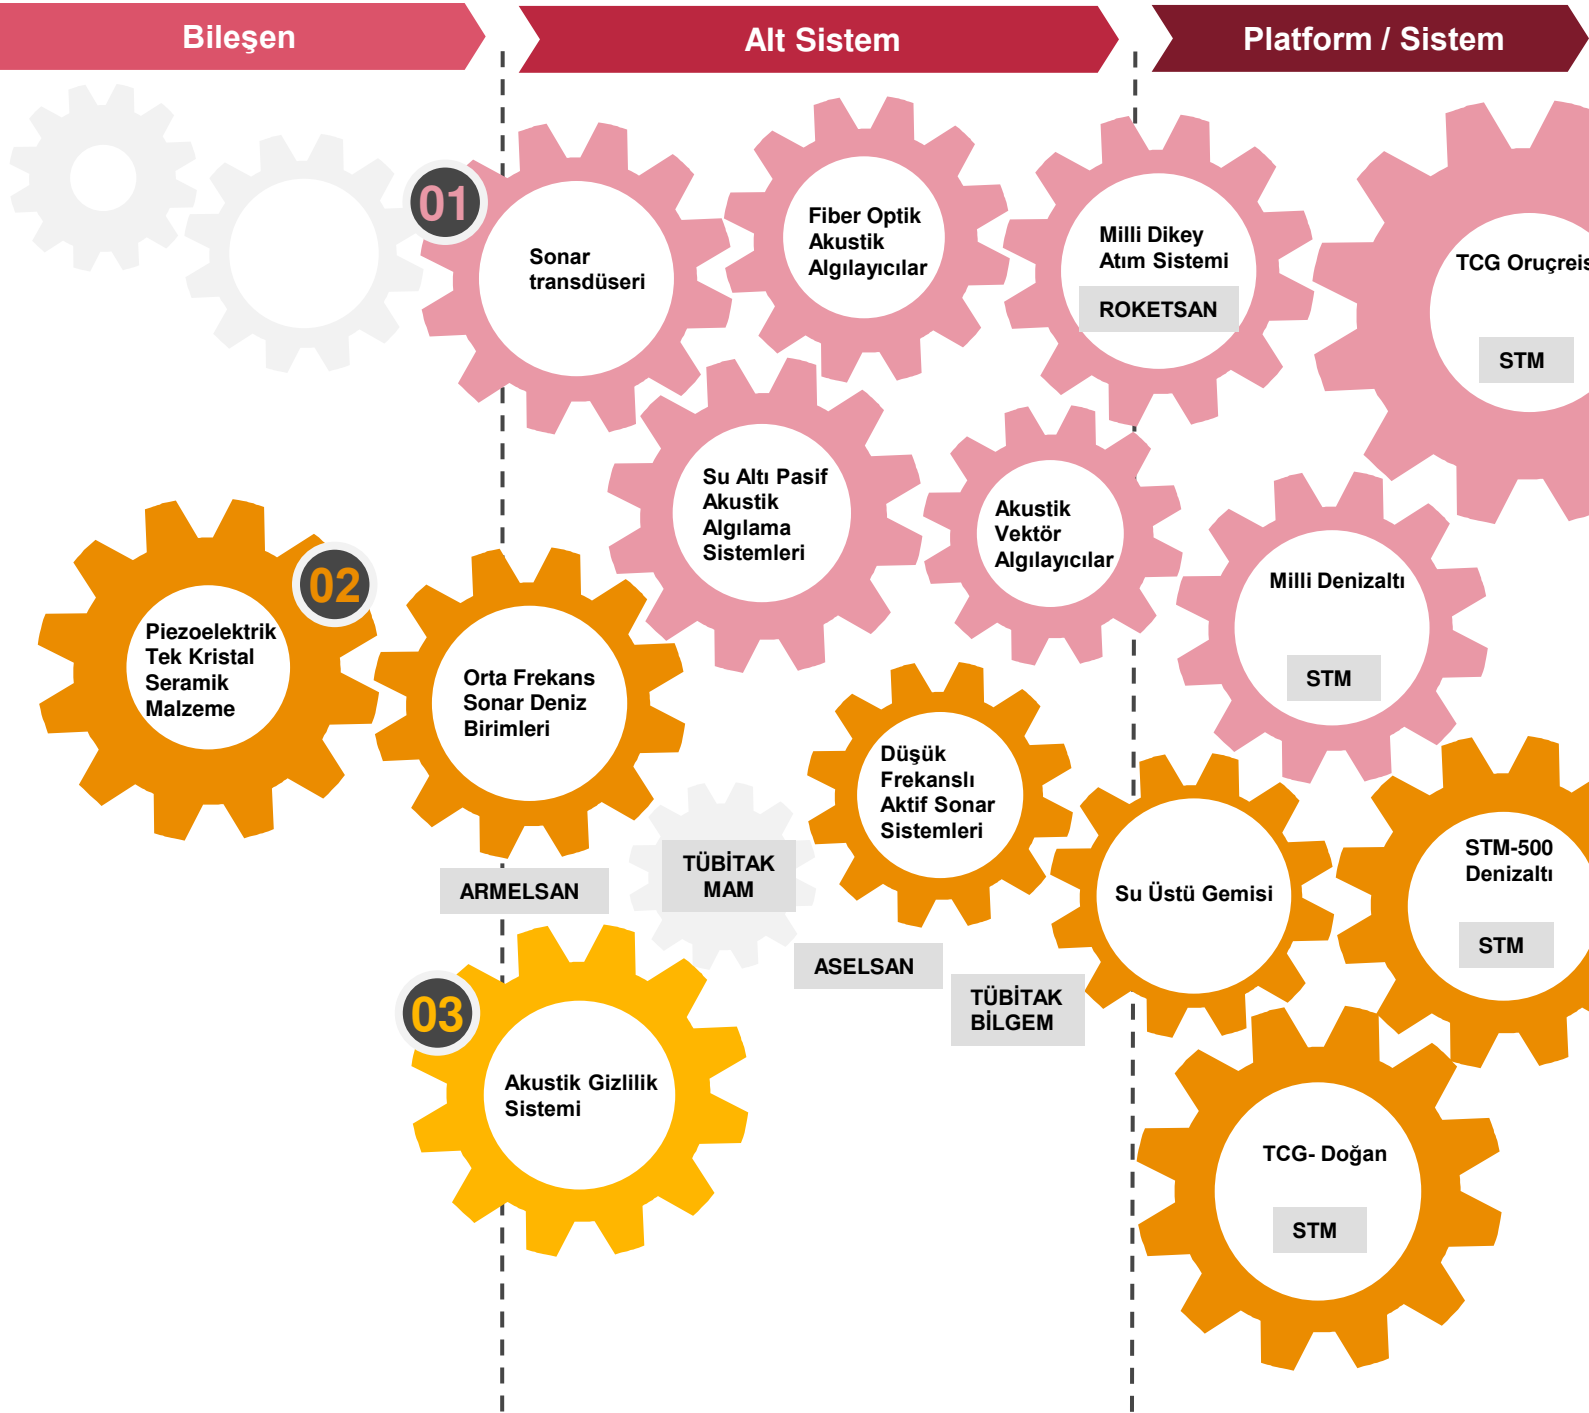 Bileşen
Alt Sistem
Platform / Sistem
01
Sonar
transdüseri
Fiber Optik
Akustik
Algılayıcılar
Milli Dikey
Atım Sistemi
ROKETSAN
TCG Oruçreis
STM
Su Altı Pasif
Akustik
Algılama
Sistemleri
Akustik
Vektör
Algılayıcılar
Milli Denizaltı
STM
02
Piezoelektrik
Tek Kristal
Seramik
Malzeme
Orta Frekans
Sonar Deniz
Birimleri
ARMELSAN
TÜBİTAK
MAM
Düşük
Frekanslı
Aktif Sonar
Sistemleri
ASELSAN
TÜBİTAK
BİLGEM
Su Üstü Gemisi
STM-500
Denizaltı
STM
03
Akustik Gizlilik
Sistemi
TCG- Doğan
STM